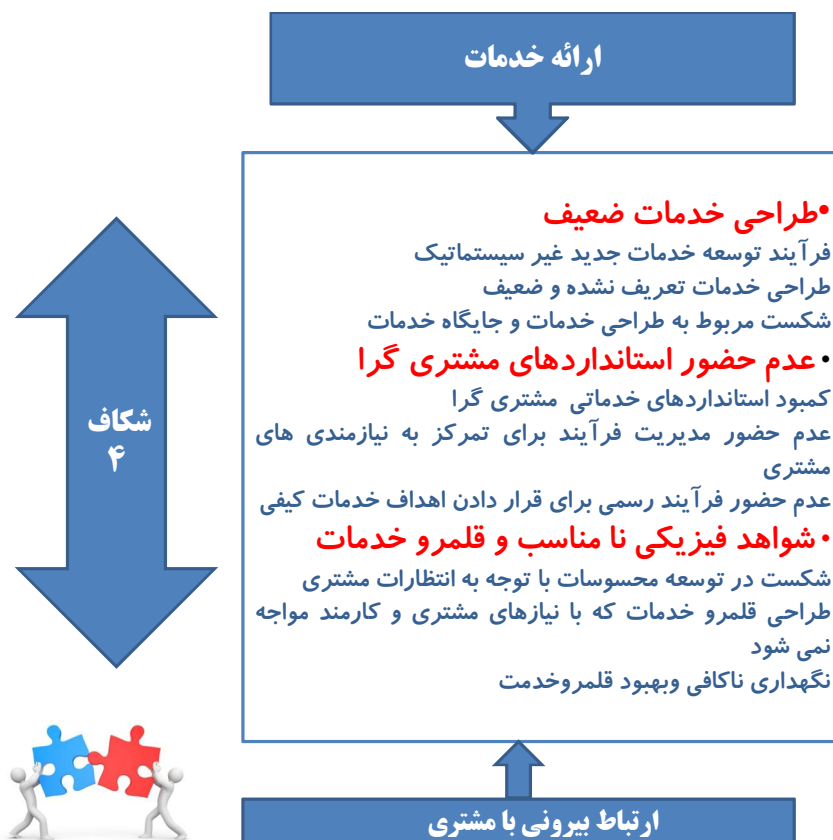 ارائه خدمات
•طراحی خدمات ضعیف
فرآیند توسعه خدمات جدید غیر سیستماتیک
طراحی خدمات تعریف نشده و ضعیف
شکست مربوط به طراحی خدمات و جایگاه خدمات
•عدم حضور استانداردهای مشتری گرا
کمبود استانداردهای خدماتی مشتری گرا
عدم حضور مدیریت فرآیند برای تمرکز به نیازمندی های
مشتری
عدم حضور فرآیند رسمی برای قرار دادن اهداف خدمات کیفی
•شواهد فیزیکی نا مناسب و قلمرو خدمات
شکست در توسعه محسوسات با توجه به انتظارات مشتری
طراحی قلمرو خدمات که با نیازهای مشتری و کارمند مواجه
نمی شود
نگهداری ناکافی وبهبود قلمروخدمت
شکاف
۴
ارتباط بیرونی با مشتری